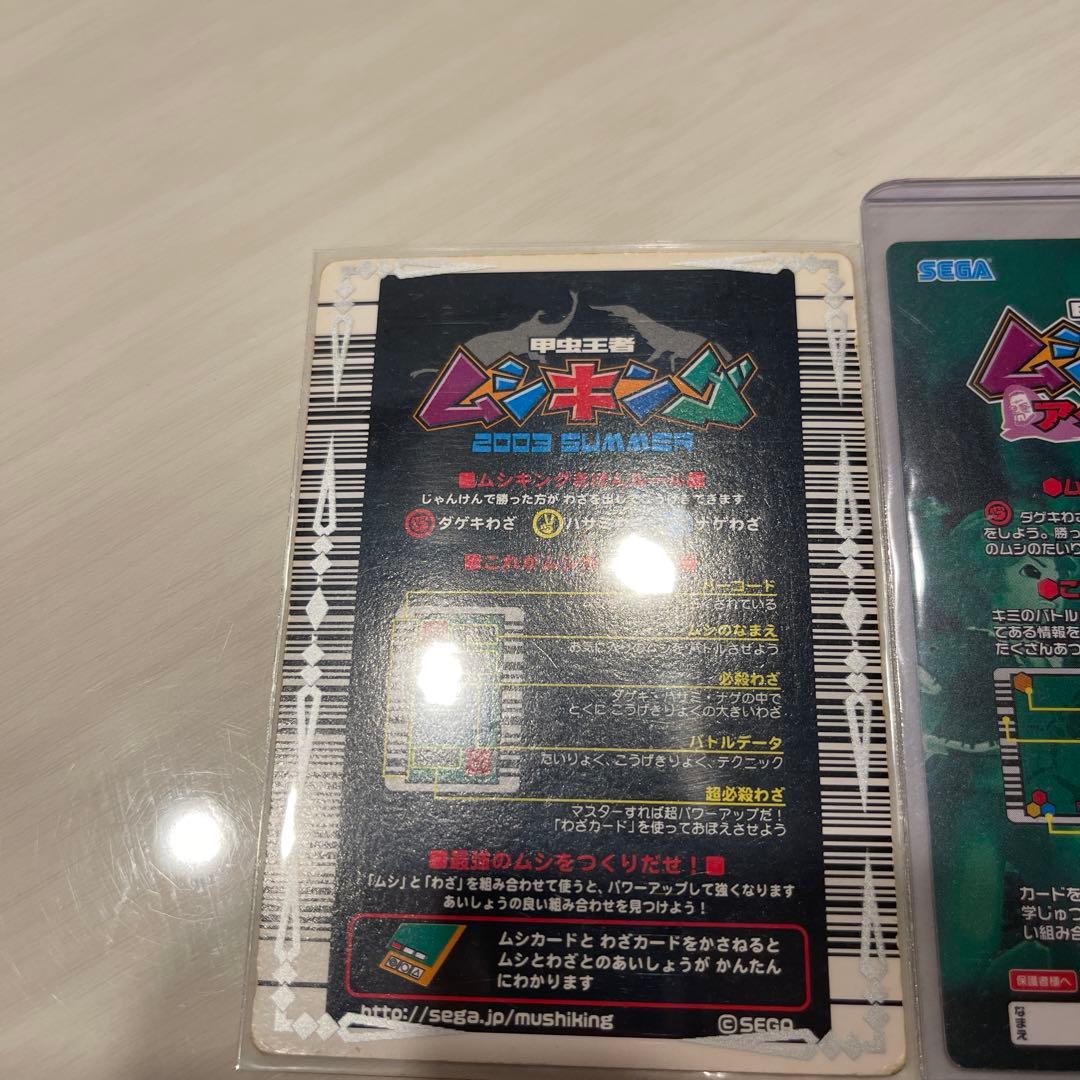 甲虫王者
ムシキング
2003 SUMMER
ムシキングきほんルール
じゃんけんで勝った方が わざを出して こうげきできます
ダゲキわざ
ナゲわざ
バーコード
されている
ムシのなまえ
必殺わざ
ダゲキ・ハサミ・ナゲの中で
とくに こうげきりょくの大きいわざ
バトルデータ
たいりょく、こうげきりょく、テクニック
超必殺わざ
マスターすれば超パワーアップだ!
「わざカード」を使っておぼえさせよう
最強のムシをつくりだせ!
「ムシ」と「わざ」を組み合わせて使うと、パワーアップして強くなります
あいしょうの良い組み合わせを見つけよう!
ムシカードと わざカードをかさねると
ムシとわざとのあいしょうが かんたん
にわかります
http://sega.jp/mushiking
©SEGA
SEGA
ムシ
ア
ダゲキわざ
をしよう。勝っ
のムシのたいり
こ
キミのバトル
てある情報を
たくさんあつ
カードを
学じゅつ
い組み合
保護者様へ
なまえ